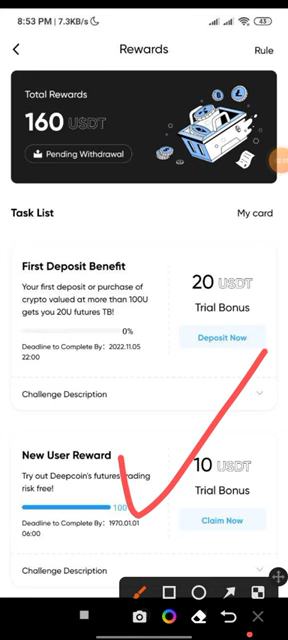 8:53 PM | 7.3KB/s
43
Rewards
Rule
Total Rewards
160 USDT
Pending Withdrawal
Task List
My card
First Deposit Benefit
Your first deposit or purchase of
crypto valued at more than 100U
gets you 20U futures TB!
0%
Deadline to Complete By: 2022.11.05
22:00
20 USDT
Trial Bonus
Deposit Now
Challenge Description
New User Reward
Try out Deepcoin's futures trading
risk free!
100
Deadline to Complete By: 1970.01.01
06:00
10 USDT
Trial Bonus
Claim Now
Challenge Description